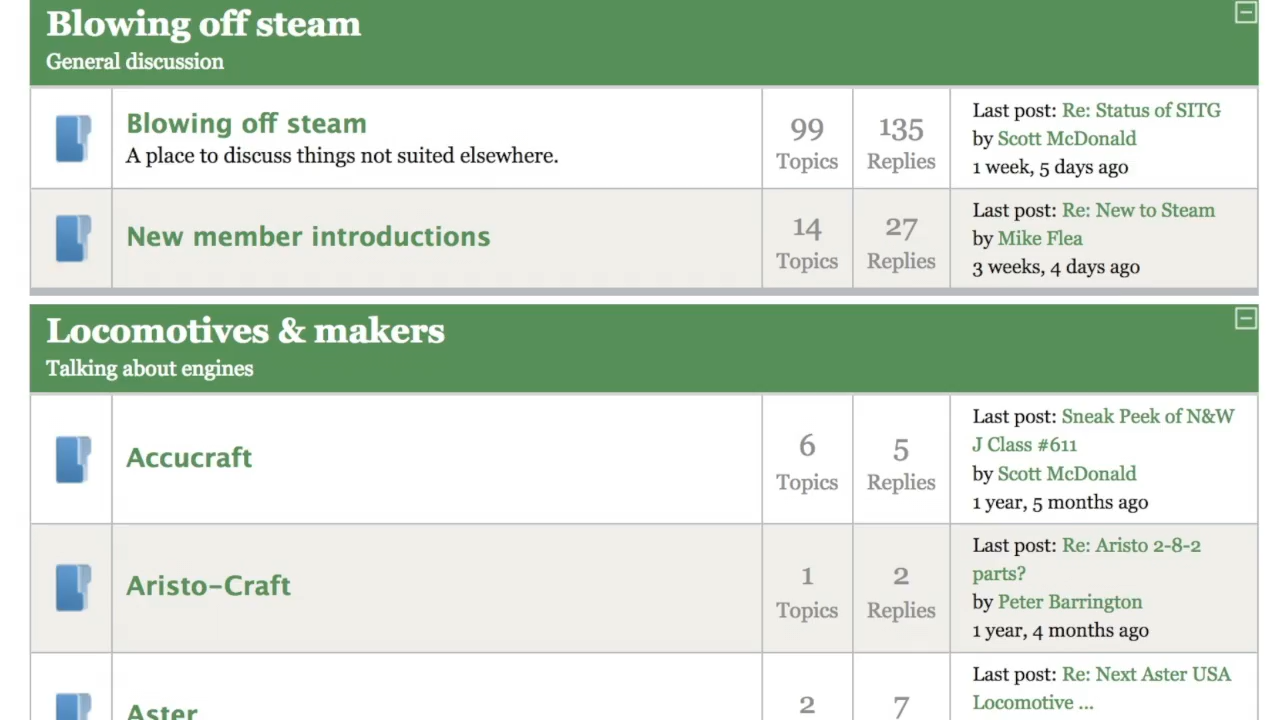 Blowing off steam
General discussion
Blowing off steam
A place to discuss things not suited elsewhere.
99
Topics
135
Replies
Last post: Re: Status of SITG
by Scott McDonald
1 week, 5 days ago
New member introductions
14
Topics
27
Replies
Last post: Re: New to Steam
by Mike Flea
3 weeks, 4 days ago
Locomotives & makers
Talking about engines
Accucraft
6
Topics
5
Replies
Last post: Sneak Peek of N&W
J Class #611
by Scott McDonald
1 year, 5 months ago
Aristo-Craft
1
Topics
2
Replies
Last post: Re: Aristo 2-8-2
parts?
by Peter Barrington
1 year, 4 months ago
Aster
2
7
Last post: Re: Next Aster USA
Locomotive ...